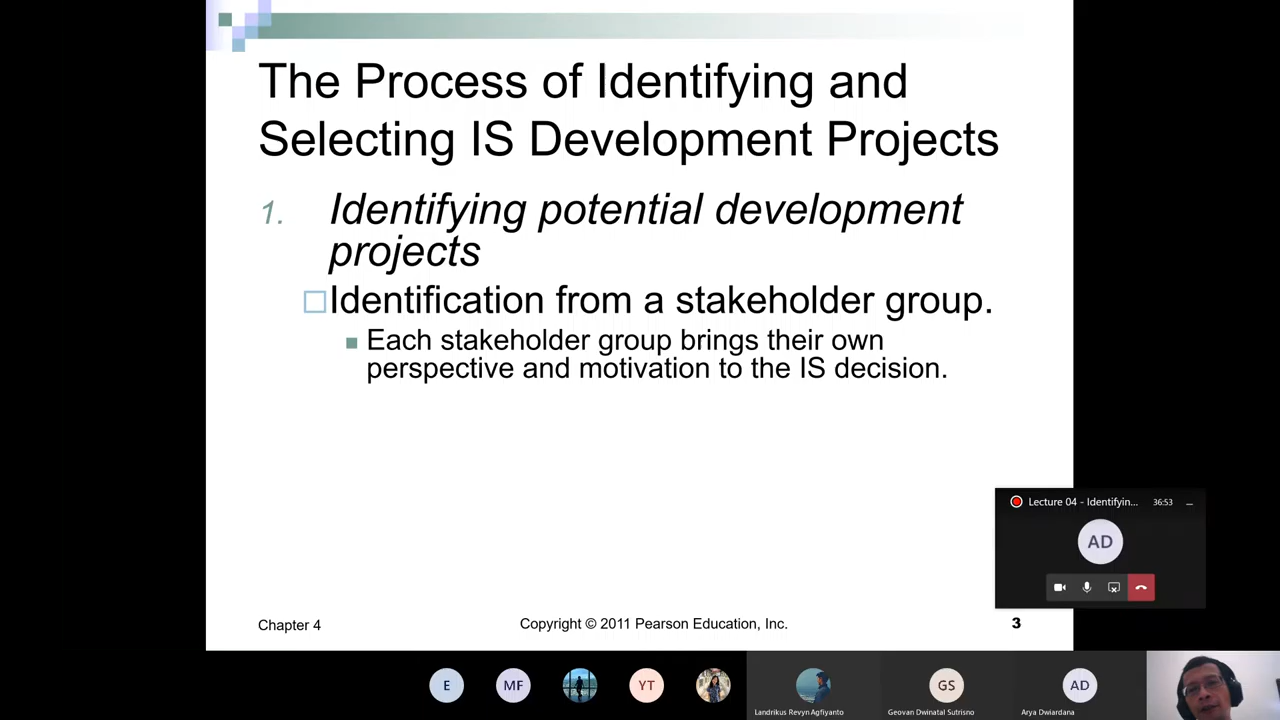 The Process of Identifying and
Selecting IS Development Projects
1. Identifying potential development
projects
Identification from a stakeholder group.
Each stakeholder group brings their own
perspective and motivation to the IS decision.
Lecture 04 - Identifyin... 36:53
AD
Chapter 4
Copyright © 2011 Pearson Education, Inc.
3
E
MF
YT
GS
AD
Landrikus Revyn Agfiyanto
Geovan Dwinatal Sutrisno
Arya Dwiardana